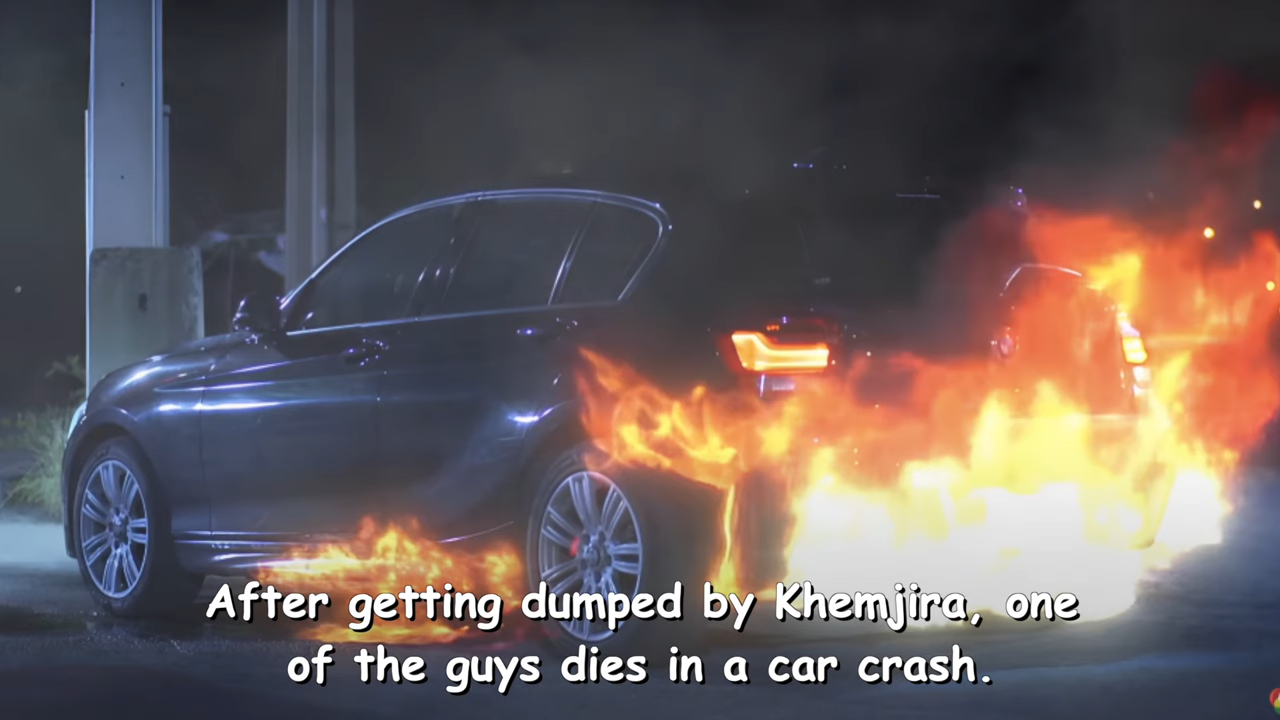 After getting dumped by Khemjira, one
of the guys dies in a car crash.